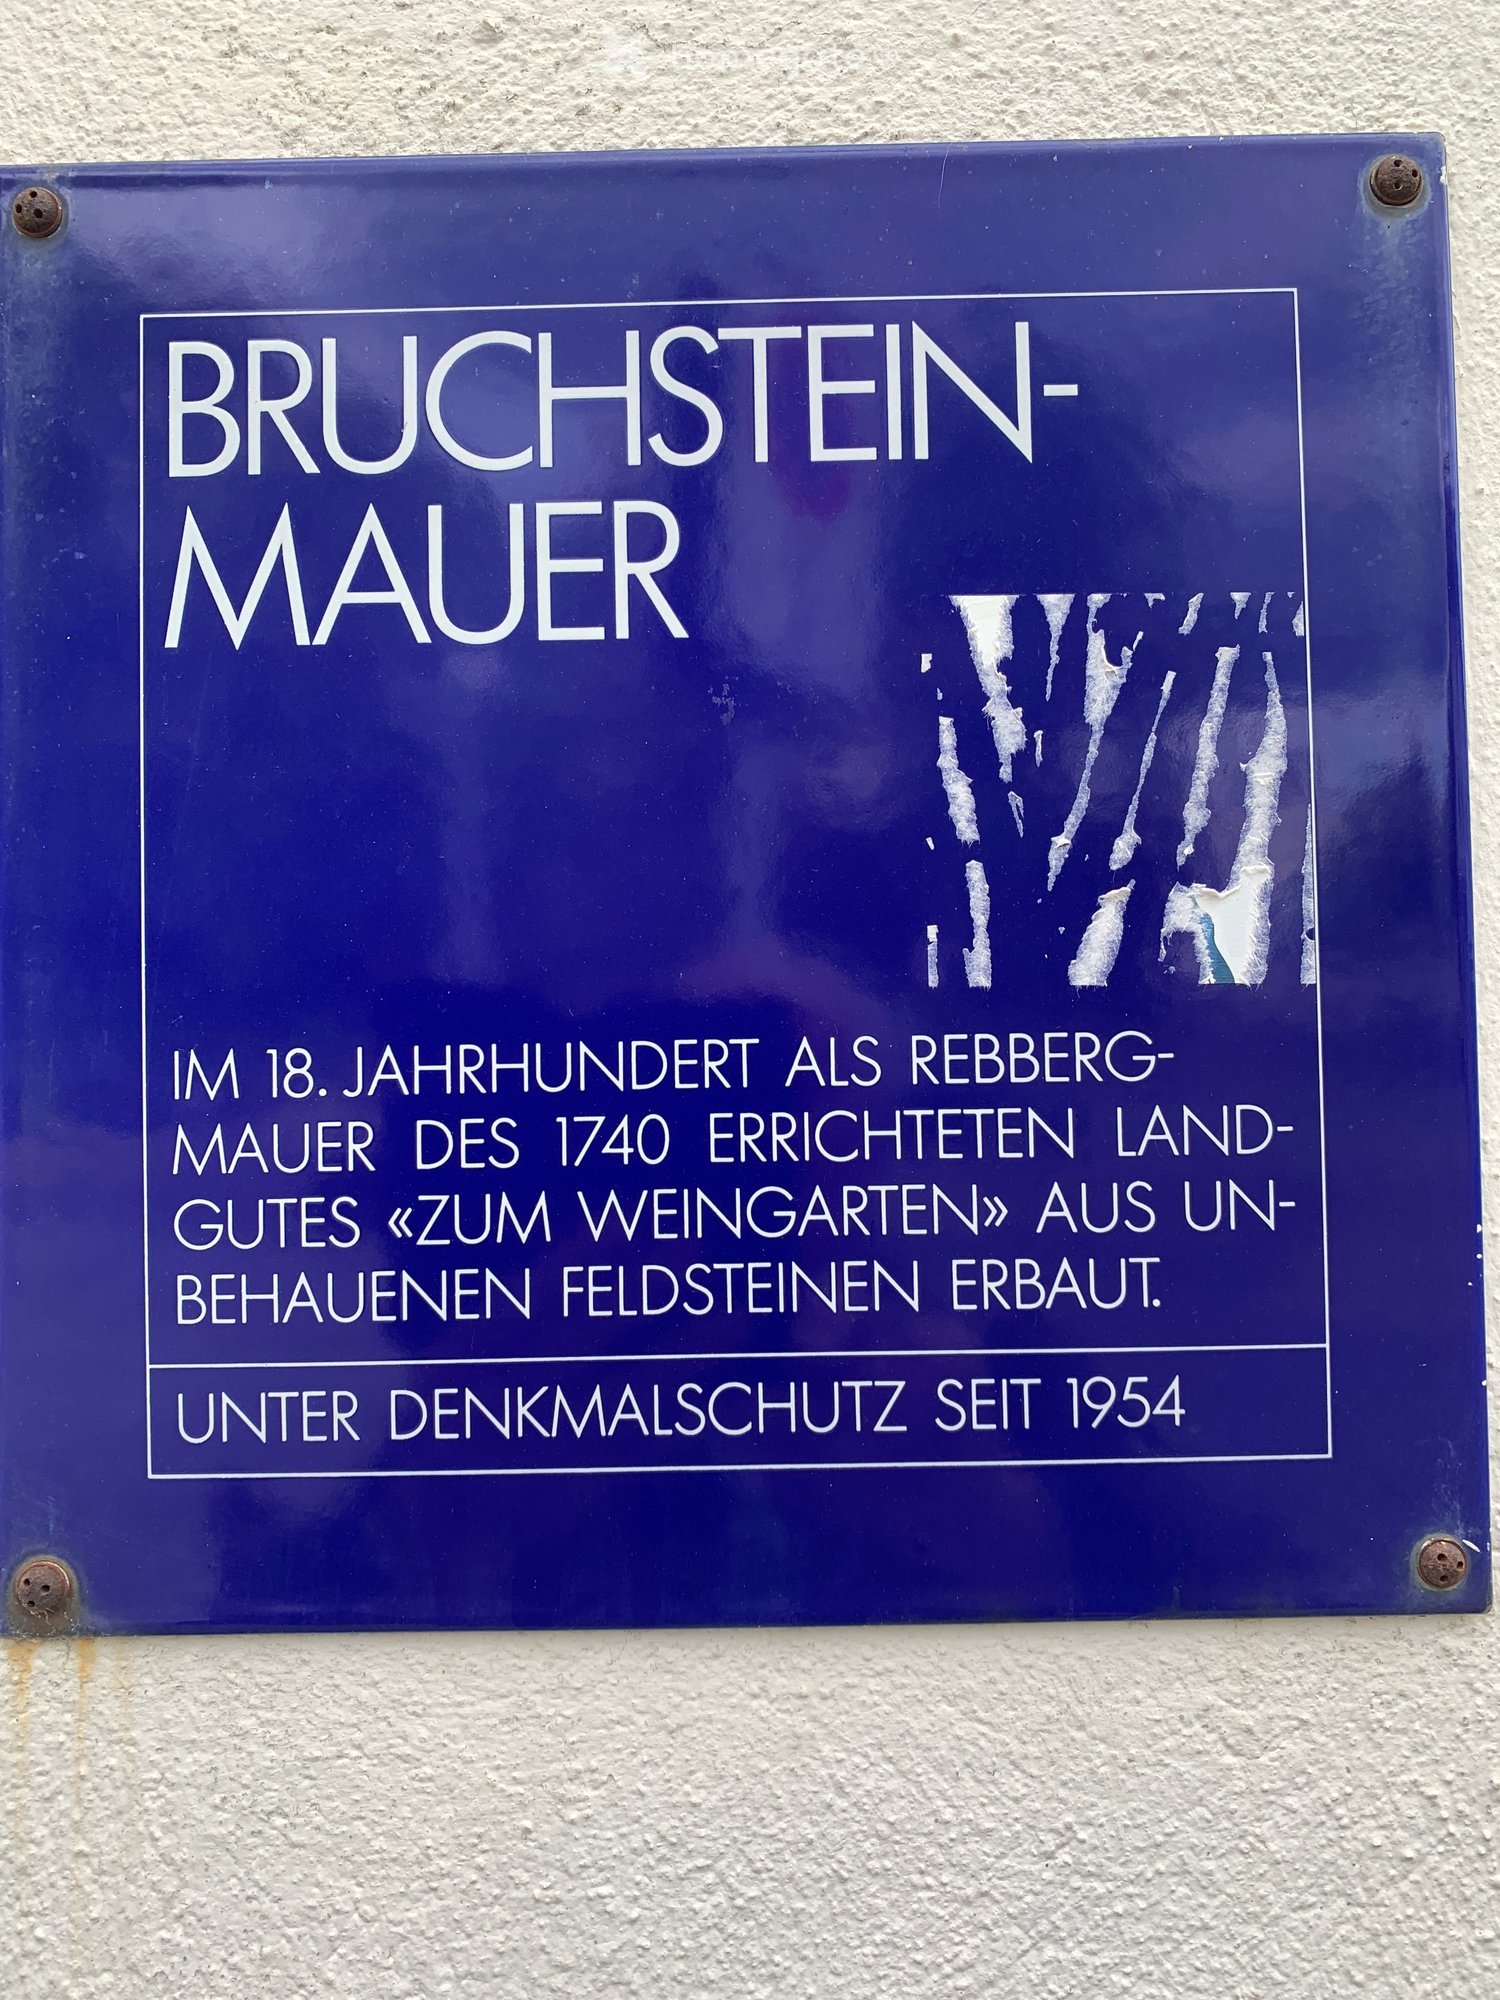 BRUCHSTEIN-
MAUER
IM 18. JAHRHUNDERT ALS REBBERG-
MAUER DES 1740 ERRICHTETEN LAND-
GUTES «ZUM WEINGARTEN» AUS UN-
BEHAUENEN FELDSTEINEN ERBAUT.
UNTER DENKMALSCHUTZ SEIT 1954